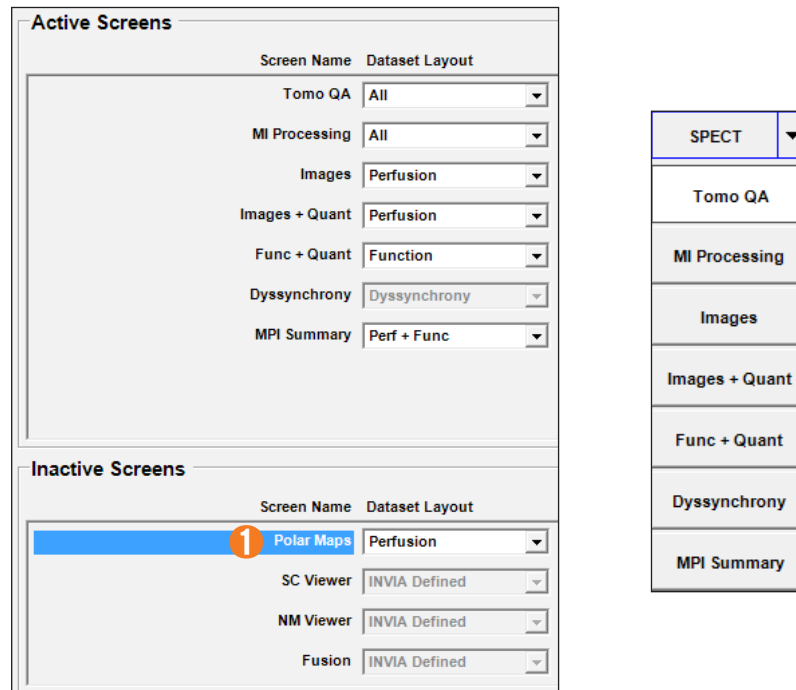 Active Screens
Screen Name Dataset Layout
Tomo QA All
MI Processing All
Images Perfusion
Images + Quant Perfusion
Func + Quant Function
Dyssynchrony Dyssynchrony
MPI Summary Perf + Func
Inactive Screens
Screen Name Dataset Layout
1 Polar Maps Perfusion
SC Viewer INVIA Defined
NM Viewer INVIA Defined
Fusion INVIA Defined
SPECT
Tomo QA
MI Processing
Images
Images + Quant
Func + Quant
Dyssynchrony
MPI Summary